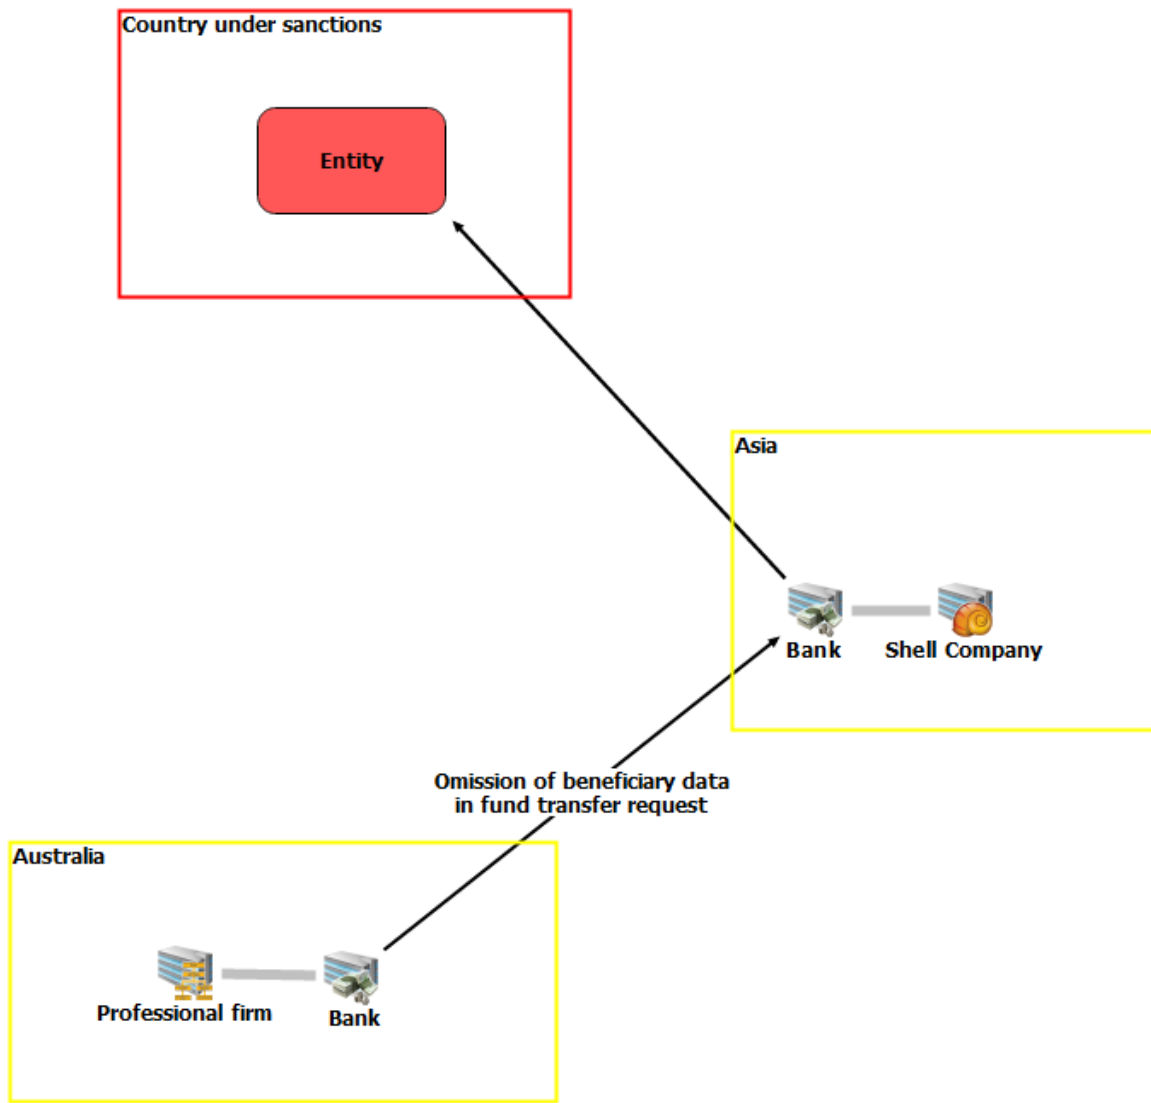 Country under sanctions
Entity
Asia
Bank
Shell Company
Omission of beneficiary data
in fund transfer request
Australia
Professional firm
Bank